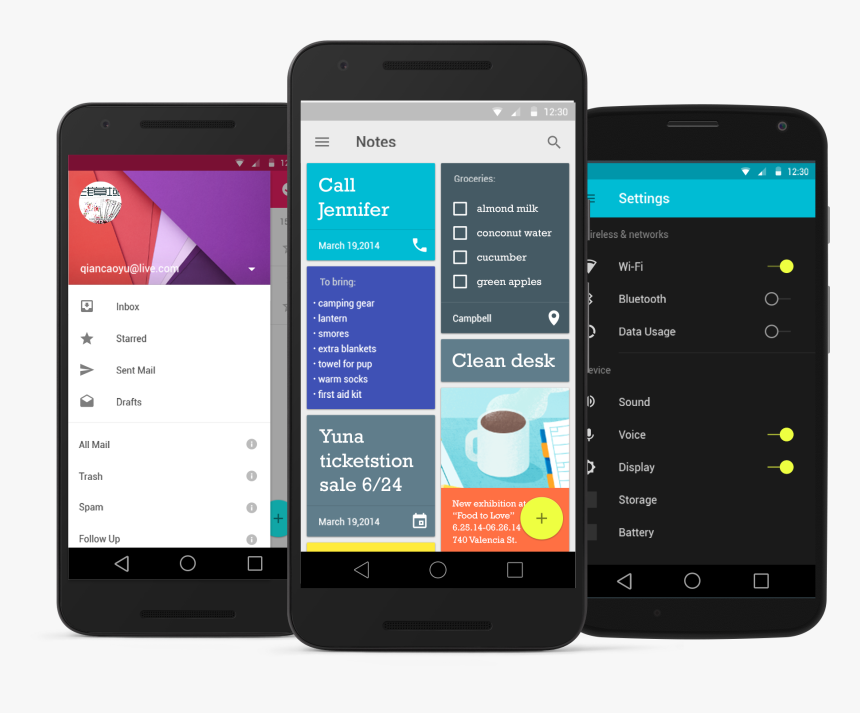 12:
qiancaoyu@live.com
Inbox
Starred
Sent Mail
Drafts
All Mail
Trash
Spam
Follow Up
12:30
Notes
Call
Jennifer
March 19,2014
To bring:
· camping gear
· lantern
· smores
· extra blankets
· towel for pup
· warm socks
· first aid kit
Yuna
ticketstion
sale 6/24
March 19,2014
Groceries:
almond milk
conconut water
cucumber
green apples
Campbell
Clean desk
New exhibition at
"Food to Love"
6.25.14-06.26.14
740 Valencia St.
12:30
Settings
ireless & networks
Wi-Fi
Bluetooth
Data Usage
evice
Sound
Voice
Display
Storage
Battery